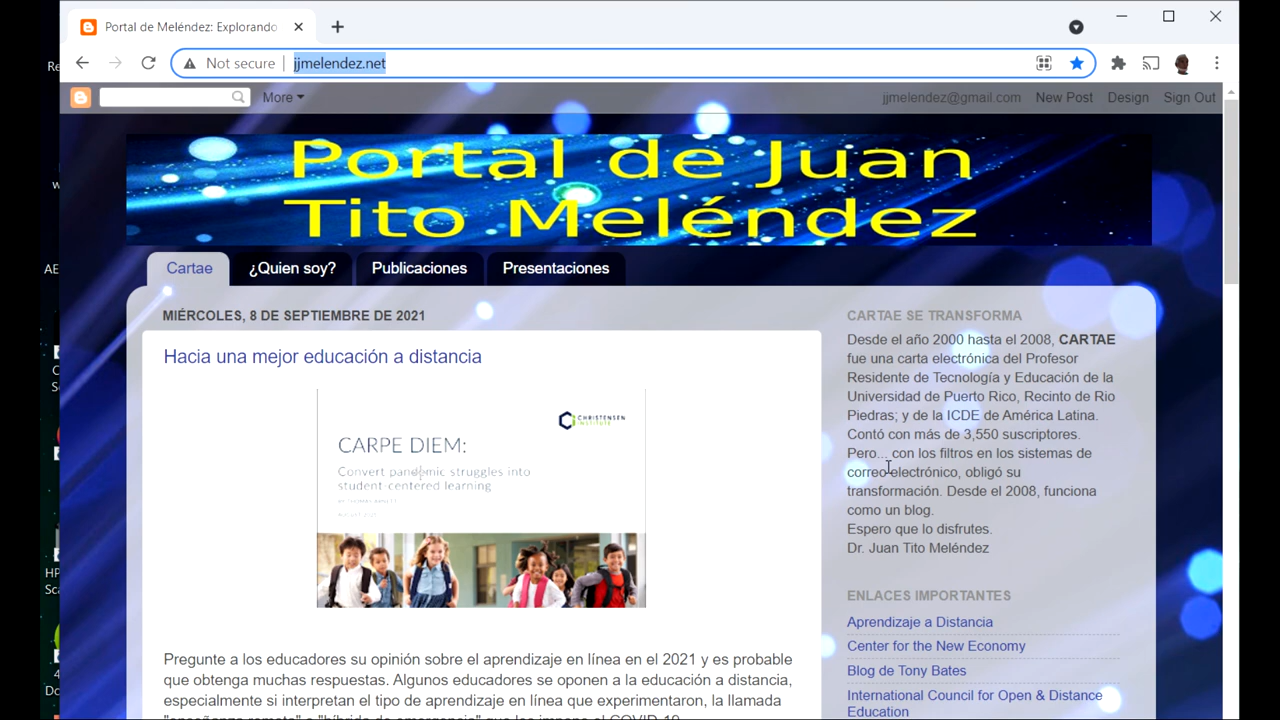 Portal de Meléndez: Explorando
Not secure
jjmelendez.net
More
jjmelendez@gmail.com
New Post
Design
Sign Out
Portal de Juan
Tito Meléndez
Cartae
¿Quien soy?
Publicaciones
Presentaciones
MIÉRCOLES, 8 DE SEPTIEMBRE DE 2021
Hacia una mejor educación a distancia
CHRISTENSEN
INSTITUTE
CARPE DIEM:
Convert pandemic struggles into
student-centered learning
Pregunte a los educadores su opinión sobre el aprendizaje en línea en el 2021 y es probable
que obtenga muchas respuestas. Algunos educadores se oponen a la educación a distancia,
especialmente si interpretan el tipo de aprendizaje en línea que experimentaron, la llamada
CARTAE SE TRANSFORMA
Desde el año 2000 hasta el 2008, CARTAE
fue una carta electrónica del Profesor
Residente de Tecnología y Educación de la
Universidad de Puerto Rico, Recinto de Rio
Piedras; y de la ICDE de América Latina.
Contó con más de 3,550 suscriptores.
Pero... con los filtros en los sistemas de
correo electrónico, obligó su
transformación. Desde el 2008, funciona
como un blog.
Espero que lo disfrutes.
Dr. Juan Tito Meléndez
ENLACES IMPORTANTES
Aprendizaje a Distancia
Center for the New Economy
Blog de Tony Bates
International Council for Open & Distance
Education